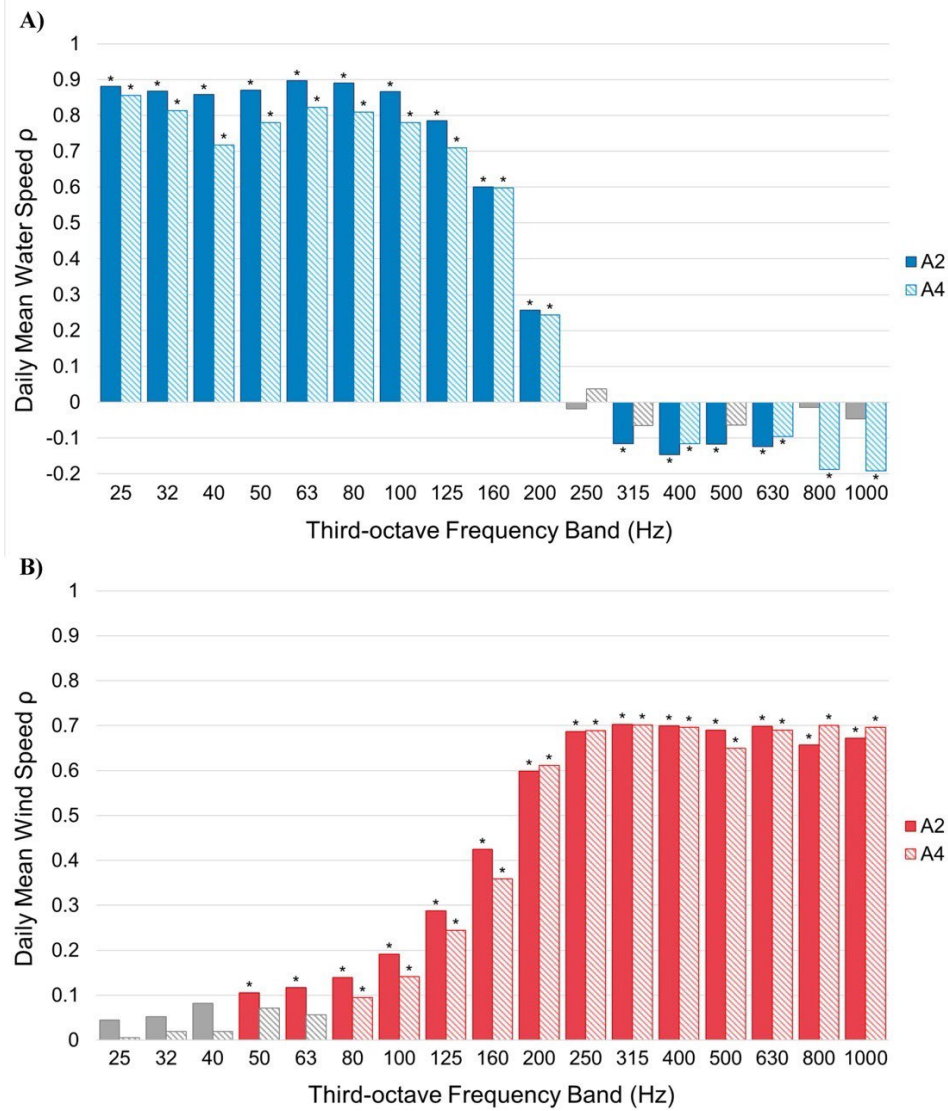 A)
Daily Mean Water Speed ρ
1
0.9
0.8
0.7
0.6
0.5
0.4
0.3
0.2
0.1
0
-0.1
-0.2
* * * * * * * * * * * * * * * * * * * *
* * * * * * * * *
25 32 40 50 63 80 100 125 160 200 250 315 400 500 630 800 1000
Third-octave Frequency Band (Hz)
A2
A4
B)
Daily Mean Wind Speed ρ
1
0.9
0.8
0.7
0.6
0.5
0.4
0.3
0.2
0.1
0
* * * * * * * * * * * * * * * * * * * * * * * * * *
25 32 40 50 63 80 100 125 160 200 250 315 400 500 630 800 1000
Third-octave Frequency Band (Hz)
A2
A4